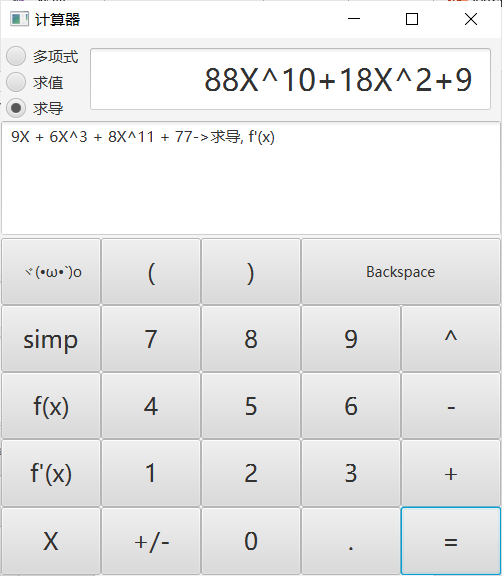 计算器
多项式
求值
求导
88X^10+18X^2+9
9X + 6X^3 + 8X^11 + 77->求导, f'(x)
ヾ(•ω•`)o ( ) Backspace
simp 7 8 9 ^
f(x) 4 5 6 -
f'(x) 1 2 3 +
X +/- 0 . =